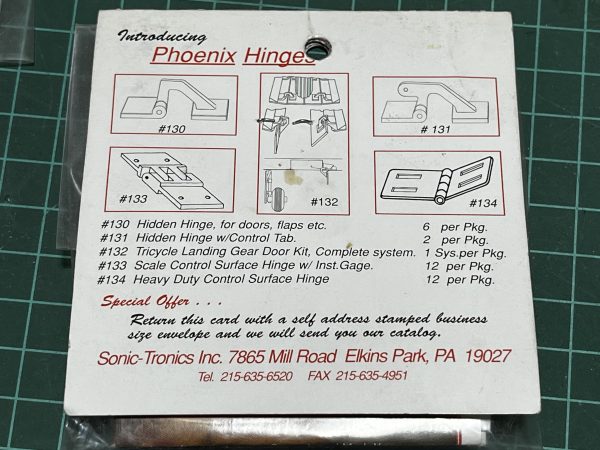 Introducing
Phoenix Hinges
#130
#132
# 131
#133
#134
#130 Hidden Hinge, for doors, flaps etc. 6 per Pkg.
#131 Hidden Hinge w/Control Tab. 2 per Pkg.
#132 Tricycle Landing Gear Door Kit, Complete system. 1 Sys.per Pkg.
#133 Scale Control Surface Hinge w/ Inst.Gage. 12 per Pkg.
#134 Heavy Duty Control Surface Hinge 12 per Pkg.
Special Offer . . .
Return this card with a self address stamped business
size envelope and we will send you our catalog.
Sonic-Tronics Inc. 7865 Mill Road Elkins Park, PA 19027
Tel. 215-635-6520 FAX 215-635-4951